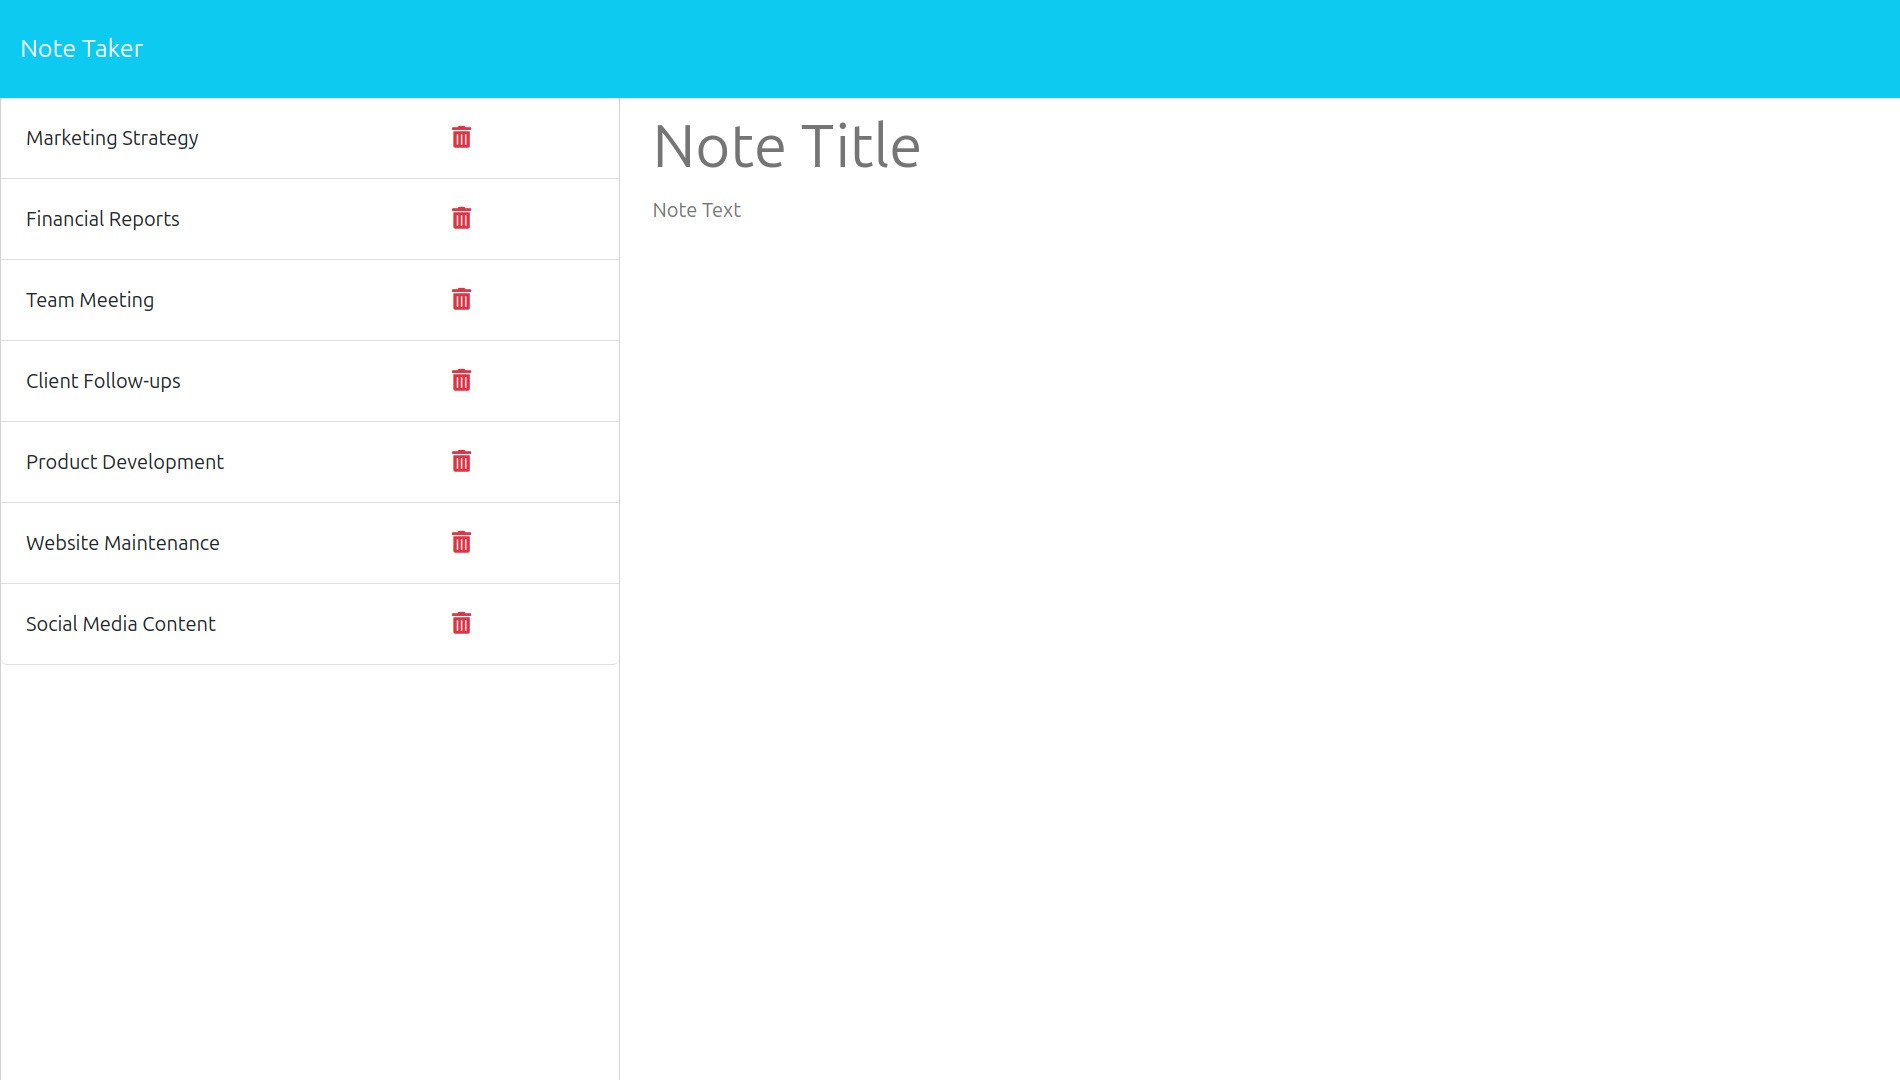 Note Taker
Marketing Strategy
Financial Reports
Team Meeting
Client Follow-ups
Product Development
Website Maintenance
Social Media Content
Note Title
Note Text